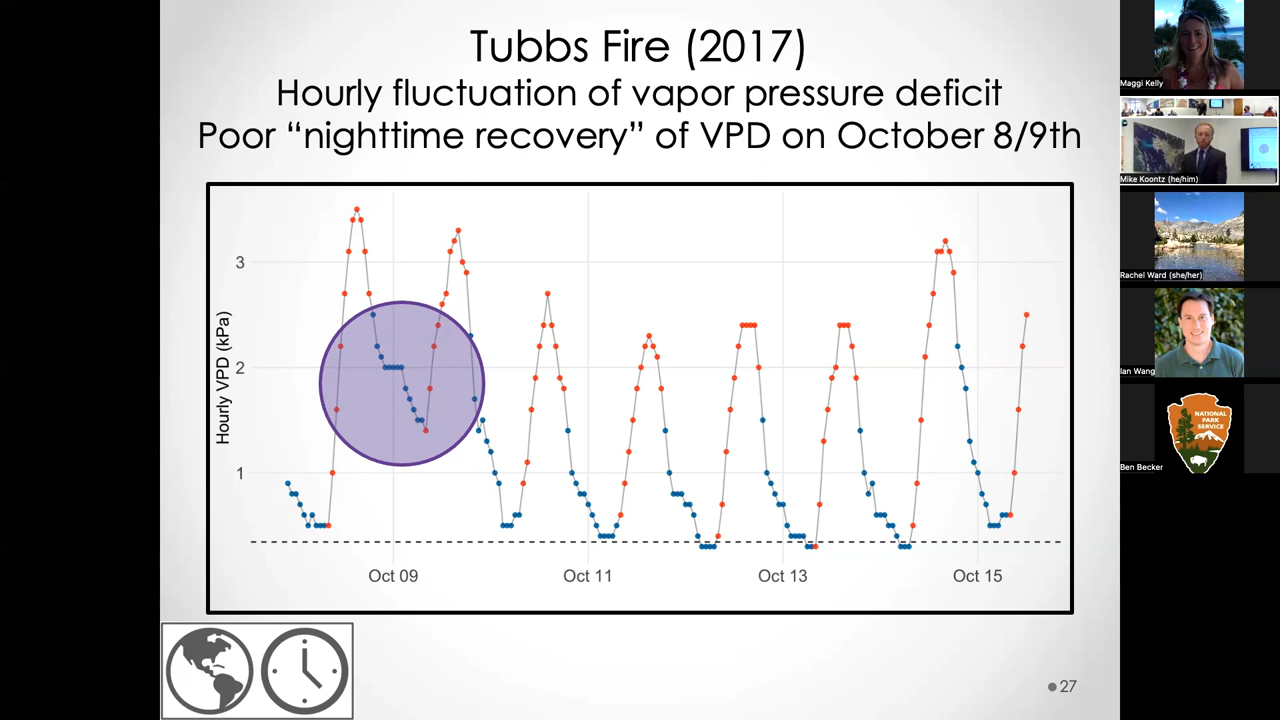 Tubbs Fire (2017)
Hourly fluctuation of vapor pressure deficit
Poor “nighttime recovery” of VPD on October 8/9th
Hourly VPD (kPa)
3
2
1
Oct 09
Oct 11
Oct 13
Oct 15
27
Maggi Kelly
Mike Koontz (he/him)
Rachel Ward (she/her)
Ian Wang
NATIONAL
PARK
SERVICE
Ben Becker